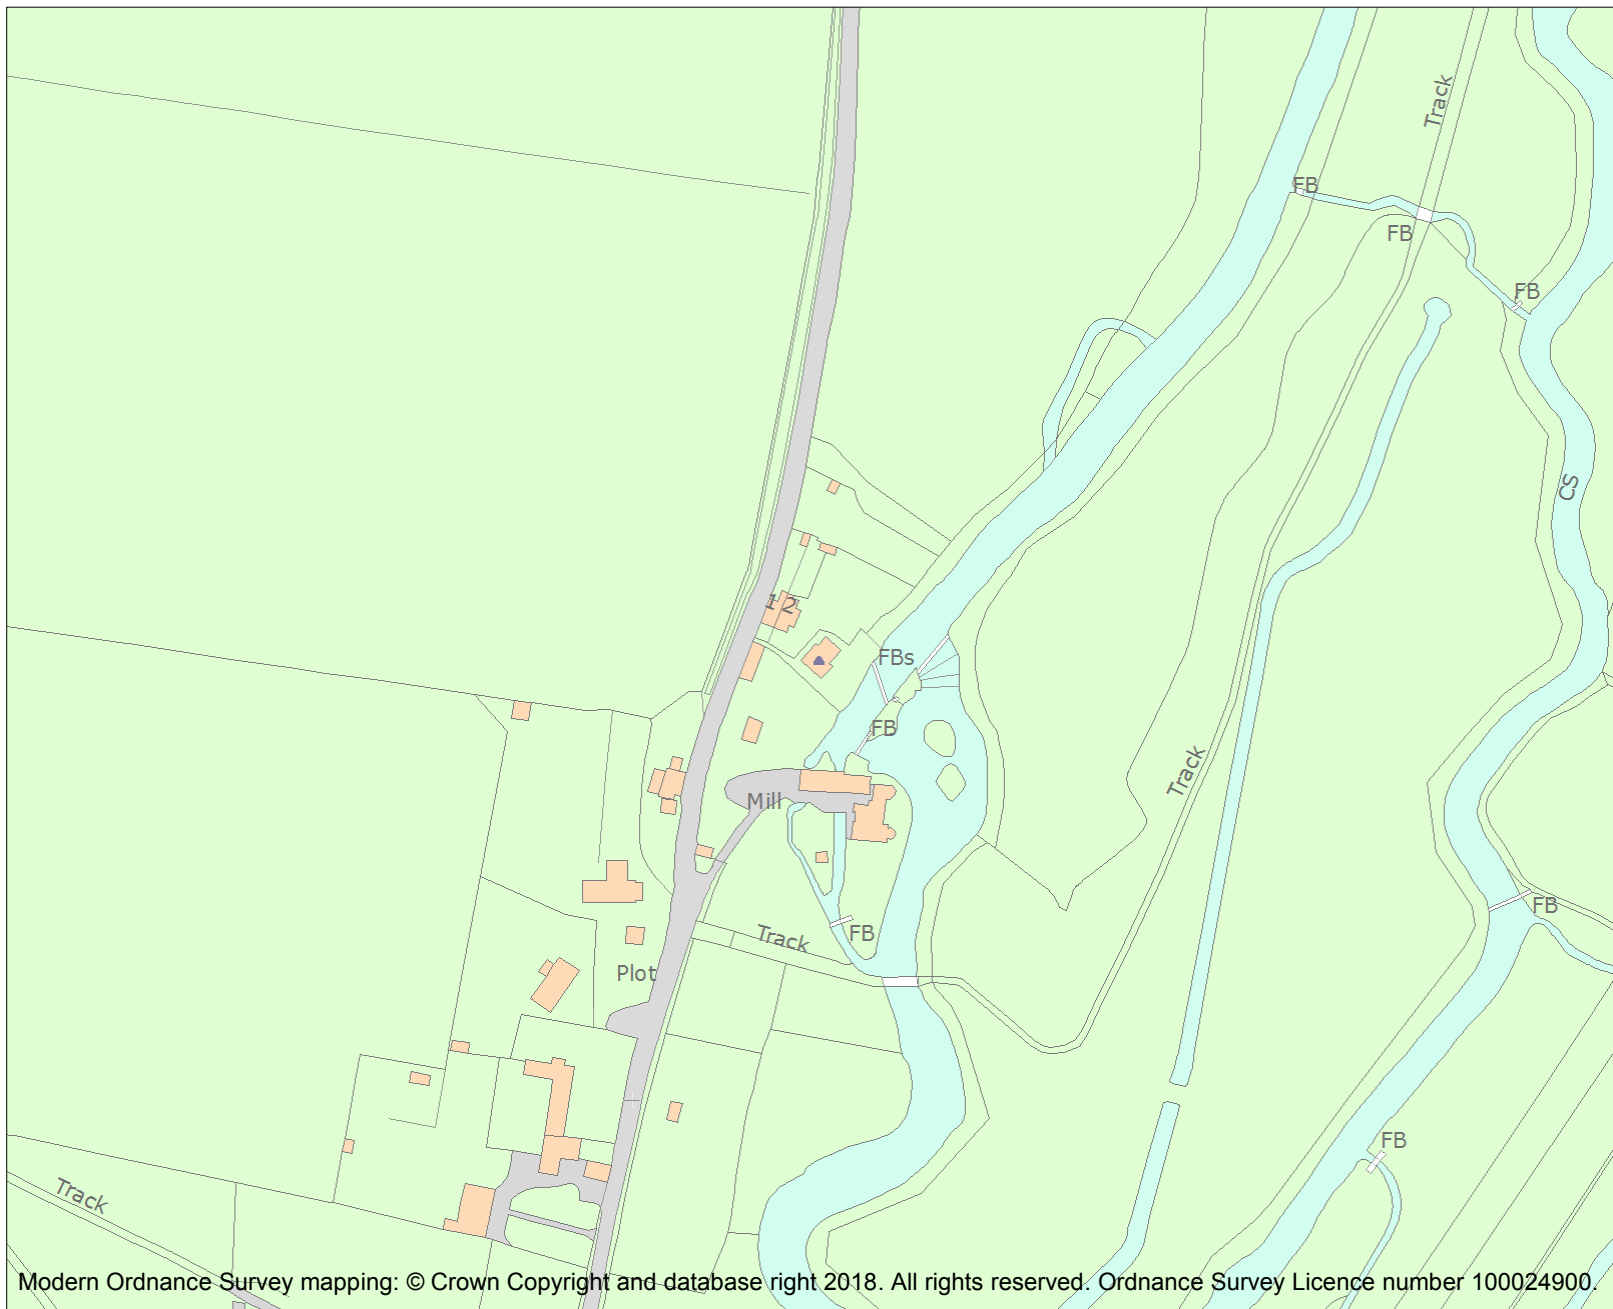 Track
FB
FB
FB
CS
1 2
FBs
FB
Track
Mill
FB
FB
Track
Plot
FB
Track
Modern Ordnance Survey mapping: © Crown Copyright and database right 2018. All rights reserved. Ordnance Survey Licence number 100024900.